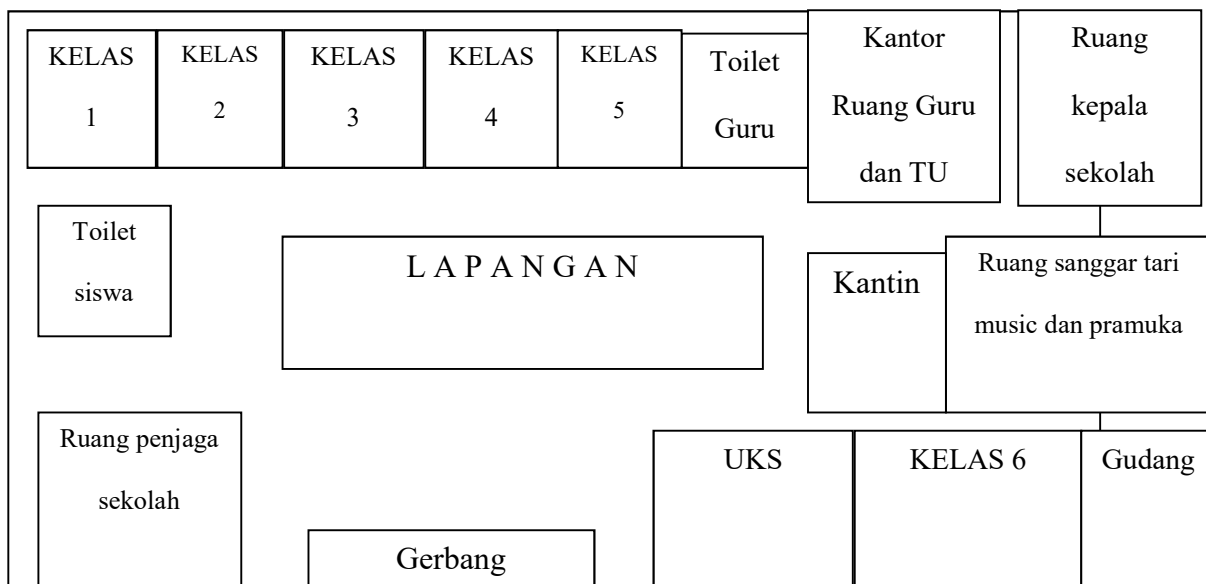 KELAS
1
KELAS
2
KELAS
3
KELAS
4
KELAS
5
Toilet
Guru
Kantor
Ruang Guru
dan TU
Ruang
kepala
sekolah
Toilet
siswa
L A P A N G A N
Kantin
Ruang sanggar tari
music dan pramuka
Ruang penjaga
sekolah
Gerbang
UKS
KELAS 6
Gudang